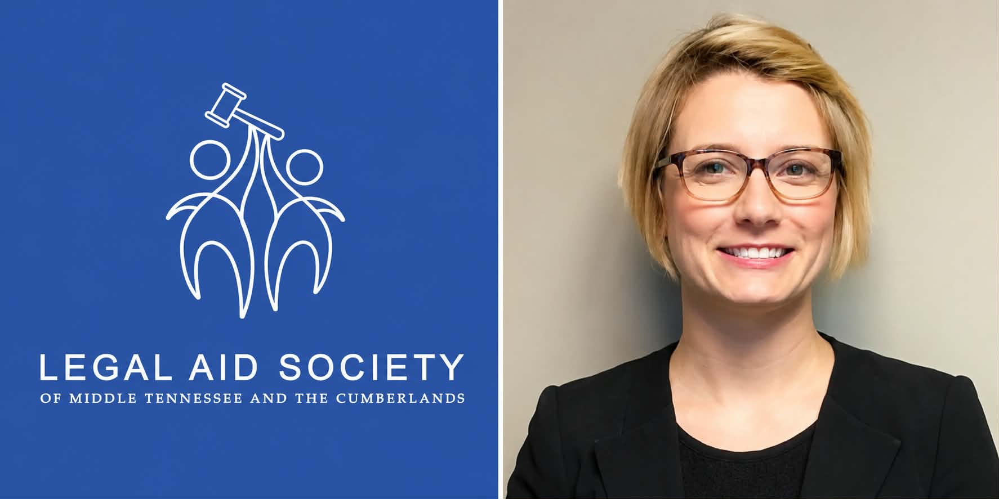 LEGAL AID SOCIETY
OF MIDDLE TENNESSEE AND THE CUMBERLANDS